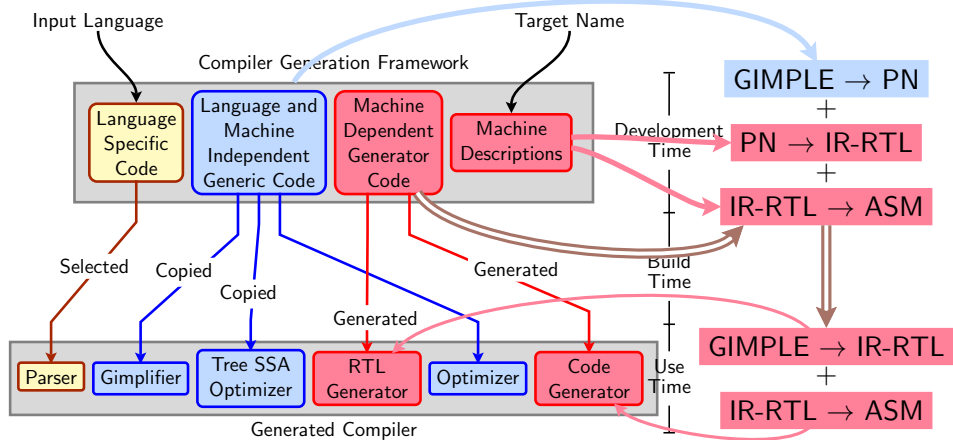 Input Language
Target Name
Compiler Generation Framework
Language
Specific
Code
Language and
Machine
Independent
Generic Code
Machine
Dependent
Generator
Code
Machine
Descriptions
Development
Time
GIMPLE → PN
+
PN → IR-RTL
+
IR-RTL → ASM
Selected
Copied
Copied
Generated
Generated
Build
Time
Parser
Gimplifier
Tree SSA
Optimizer
RTL
Generator
Optimizer
Code
Generator
Use
Time
GIMPLE → IR-RTL
+
IR-RTL → ASM
Generated Compiler